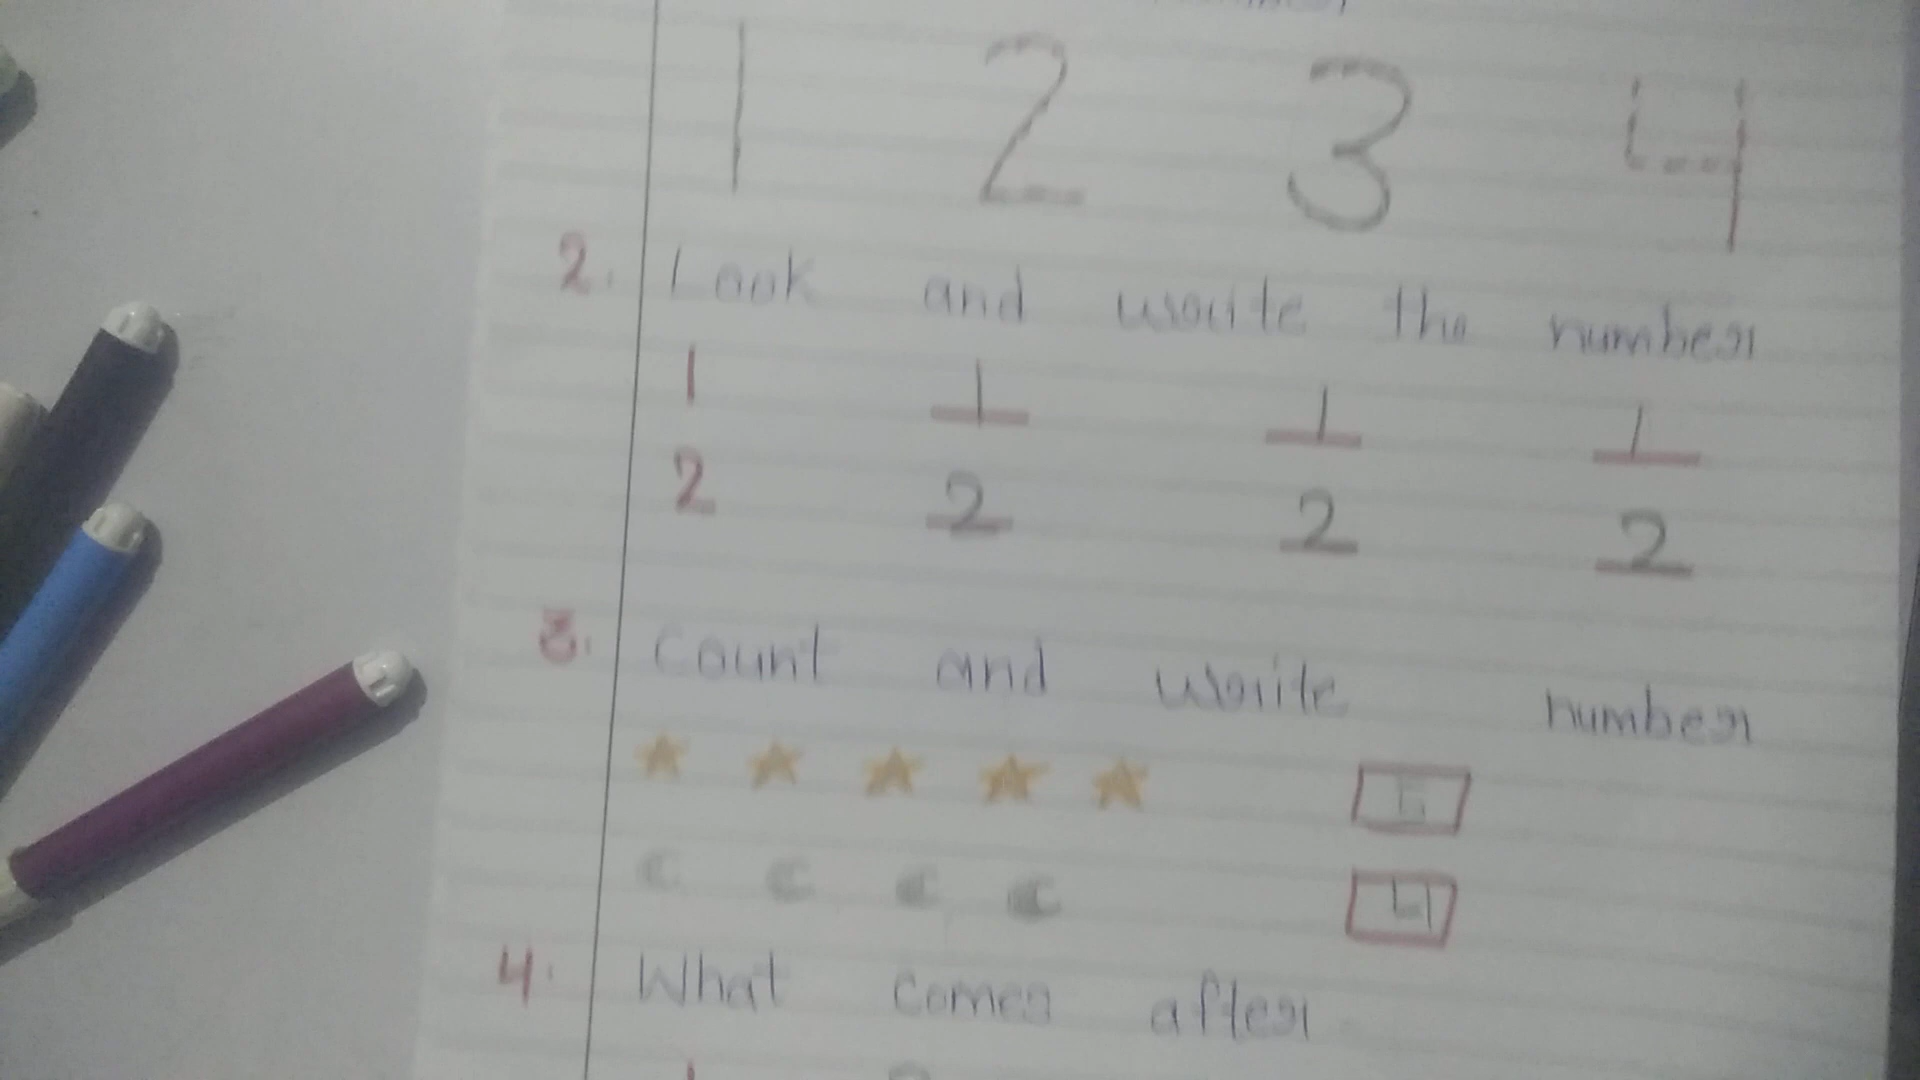 1 2 3 4
2. Look and write the number
1 1 1 1
2 2 2 2
3. Count and write number
4
4. What comes after